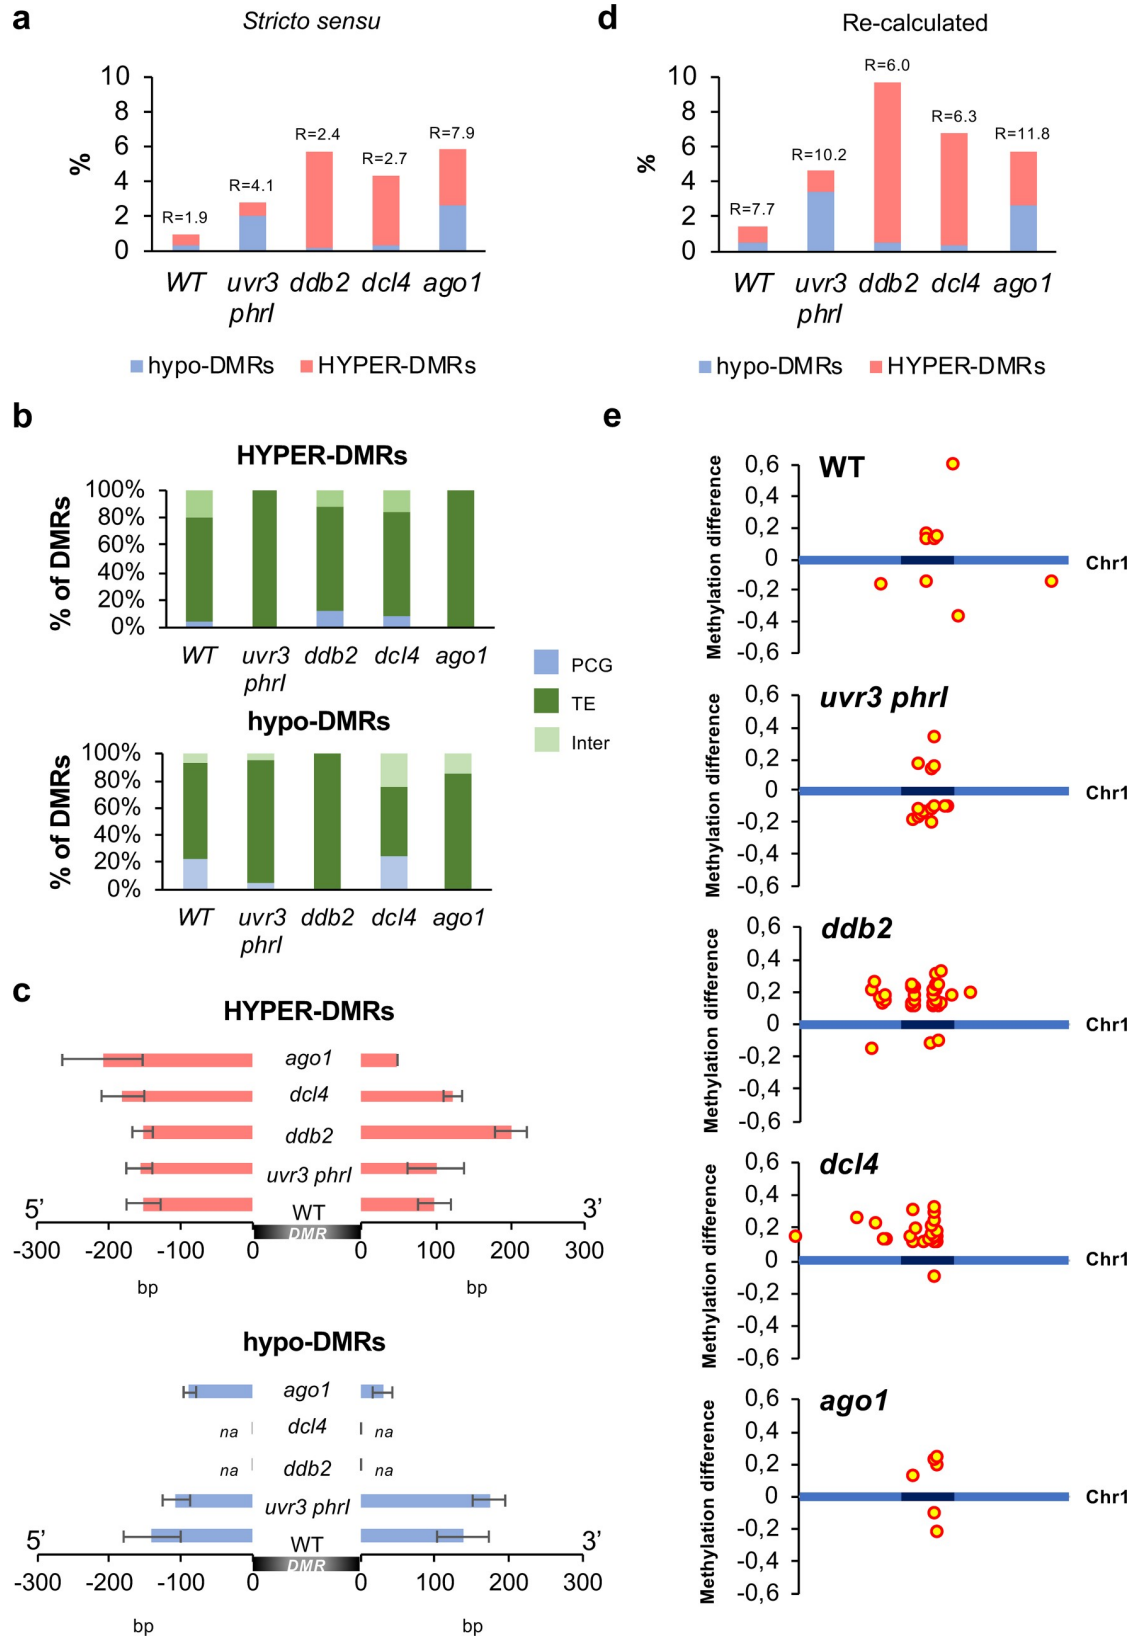 a
Stricto sensu
10
8
6
4
2
0
%
R=1.9
R=4.1
R=2.4
R=2.7
R=7.9
WT
uvr3 phrI
ddb2
dcl4
ago1
hypo-DMRs
HYPER-DMRs
d
Re-calculated
10
8
6
4
2
0
%
R=7.7
R=10.2
R=6.0
R=6.3
R=11.8
WT
uvr3 phrI
ddb2
dcl4
ago1
hypo-DMRs
HYPER-DMRs
b
HYPER-DMRs
% of DMRs
100%
80%
60%
40%
20%
0%
WT
uvr3 phrI
ddb2
dcl4
ago1
hypo-DMRs
% of DMRs
100%
80%
60%
40%
20%
0%
WT
uvr3 phrI
ddb2
dcl4
ago1
PCG
TE
Inter
c
HYPER-DMRs
ago1
dcl4
ddb2
uvr3 phrI
WT
5’
3’
DMR
-300 -200 -100 0 0 100 200 300
bp
bp
hypo-DMRs
ago1
na dcl4 na
na ddb2 na
uvr3 phrI
WT
5’
3’
DMR
-300 -200 -100 0 0 100 200 300
bp
bp
e
Methylation difference
0,6
0,4
0,2
0
-0,2
-0,4
-0,6
WT
Chr1
Methylation difference
0,6
0,4
0,2
0
-0,2
-0,4
-0,6
uvr3 phrI
Chr1
Methylation difference
0,6
0,4
0,2
0
-0,2
-0,4
-0,6
ddb2
Chr1
Methylation difference
0,6
0,4
0,2
0
-0,2
-0,4
-0,6
dcl4
Chr1
Methylation difference
0,6
0,4
0,2
0
-0,2
-0,4
-0,6
ago1
Chr1